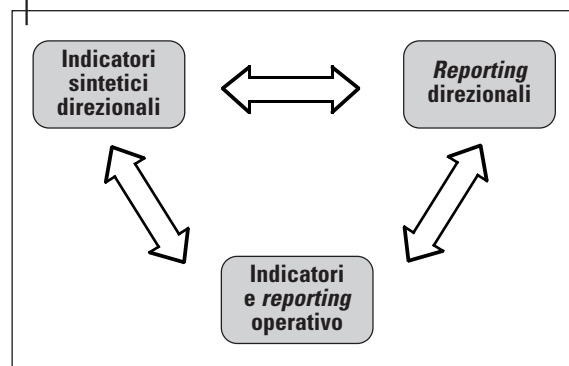 Indicatori
sintetici
direzionali
Reporting
direzionali
Indicatori
e reporting
operativo